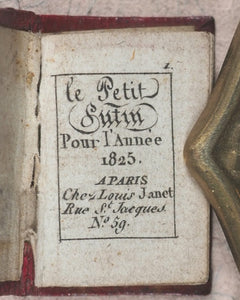 1.
le Petit
Lutin
Pour l'Année
1825.
A PARIS
Chez Louis Janet
Rue St. Jacques.
No. 59.